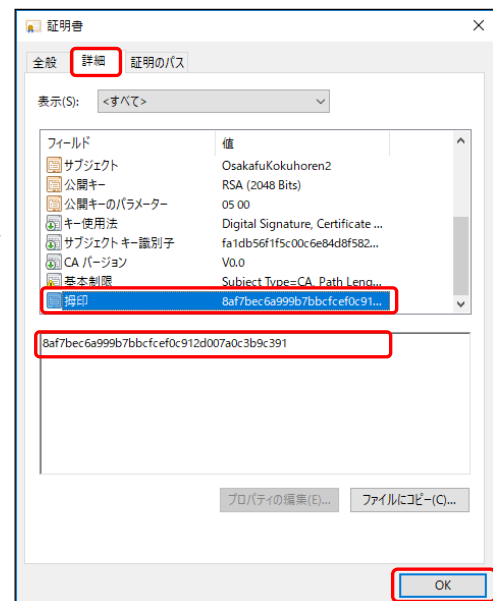 証明書
全般 詳細 証明のパス
表示(S): <すべて>
フィールド 値
サブジェクト OsakafuKokuhoren2
公開キー RSA (2048 Bits)
公開キーのパラメーター 05 00
キー使用法 Digital Signature, Certificate ...
サブジェクト キー識別子 fa1db56f1f5c00c6e84d8f582...
CA バージョン V0.0
基本制限 Subject Type=CA, Path Leng...
拇印 8af7bec6a999b7bbcfcef0c91...
8af7bec6a999b7bbcfcef0c912d007a0c3b9c391
プロパティの編集(E)... ファイルにコピー(C)...
OK